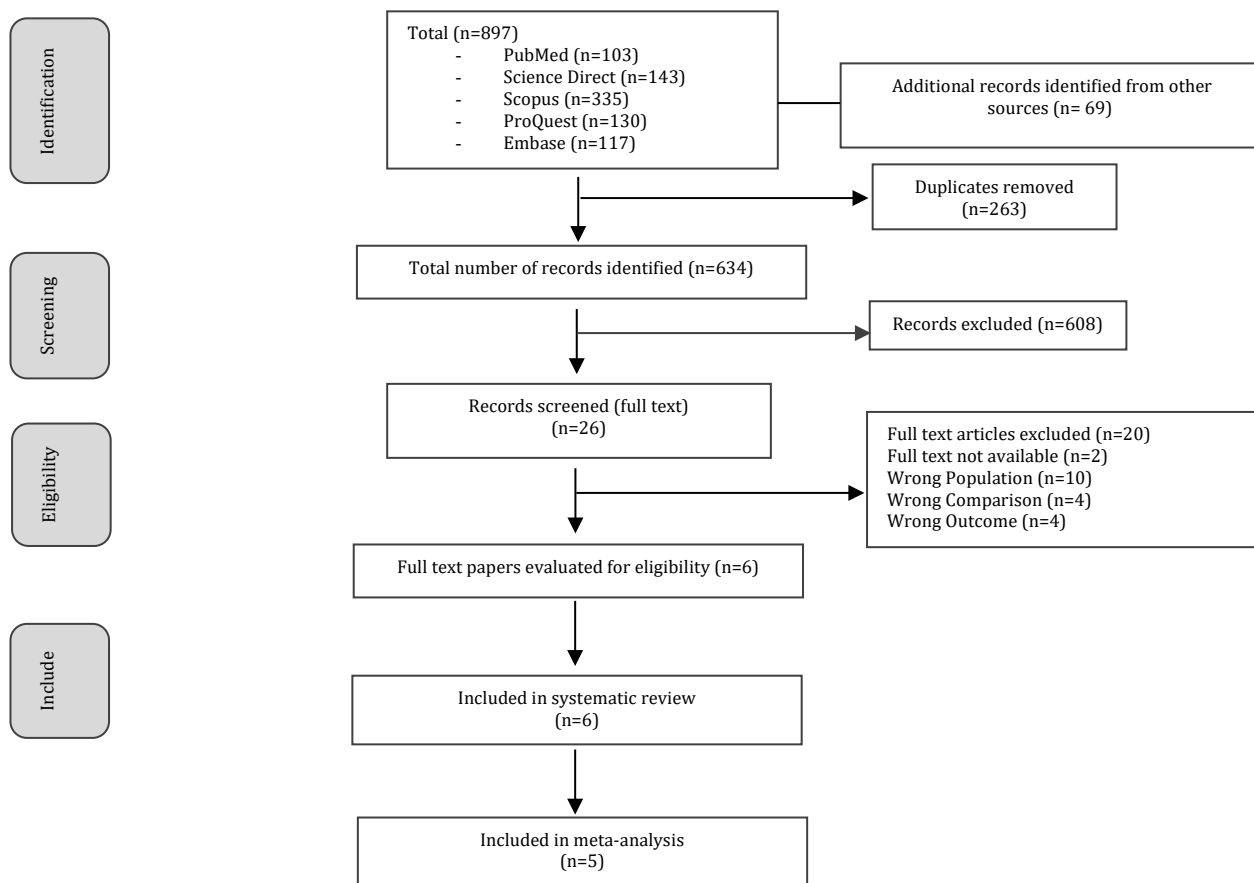 Identification
Total (n=897)
- PubMed (n=103)
- Science Direct (n=143)
- Scopus (n=335)
- ProQuest (n=130)
- Embase (n=117)
Additional records identified from other
sources (n= 69)
Duplicates removed
(n=263)
Screening
Total number of records identified (n=634)
Records excluded (n=608)
Records screened (full text)
(n=26)
Eligibility
Full text articles excluded (n=20)
Full text not available (n=2)
Wrong Population (n=10)
Wrong Comparison (n=4)
Wrong Outcome (n=4)
Full text papers evaluated for eligibility (n=6)
Include
Included in systematic review
(n=6)
Included in meta-analysis
(n=5)